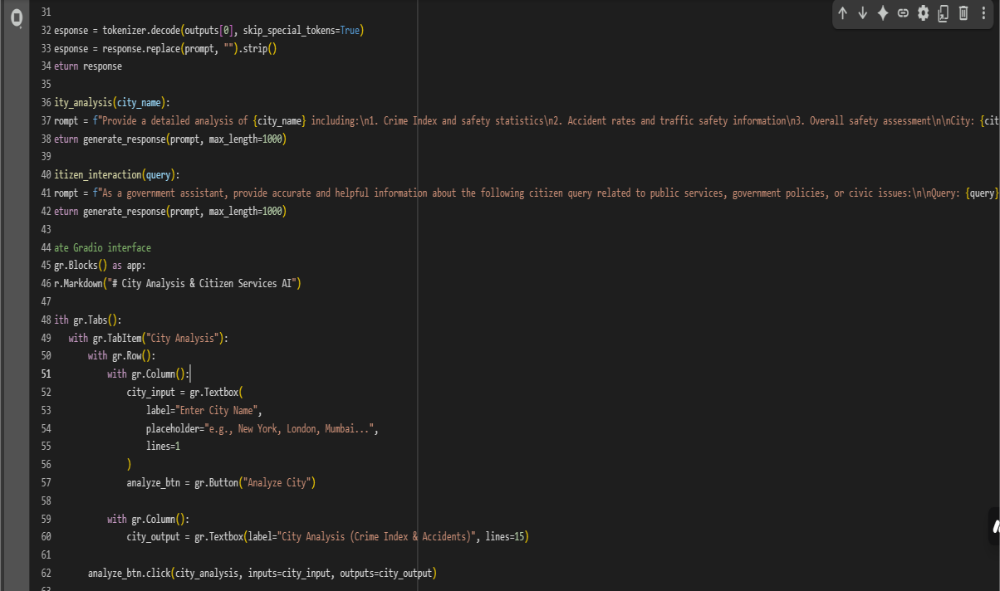 31
32 esponse = tokenizer.decode(outputs[0], skip_special_tokens=True)
33 esponse = response.replace(prompt, "").strip()
34 eturn response
35
36 ity_analysis(city_name):
37 rompt = f"Provide a detailed analysis of {city_name} including:\n1. Crime Index and safety statistics\n2. Accident rates and traffic safety information\n3. Overall safety assessment\n\nCity: {cit
38 eturn generate_response(prompt, max_length=1000)
39
40 itizen_interaction(query):
41 rompt = f"As a government assistant, provide accurate and helpful information about the following citizen query related to public services, government policies, or civic issues:\n\nQuery: {query}
42 eturn generate_response(prompt, max_length=1000)
43
44 ate Gradio interface
45 gr.Blocks() as app:
46 r.Markdown("# City Analysis & Citizen Services AI")
47
48 ith gr.Tabs():
49 with gr.TabItem("City Analysis"):
50 with gr.Row():
51 with gr.Column():
52 city_input = gr.Textbox(
53 label="Enter City Name",
54 placeholder="e.g., New York, London, Mumbai...",
55 lines=1
56 )
57 analyze_btn = gr.Button("Analyze City")
58
59 with gr.Column():
60 city_output = gr.Textbox(label="City Analysis (Crime Index & Accidents)", lines=15)
61
62 analyze_btn.click(city_analysis, inputs=city_input, outputs=city_output)
63